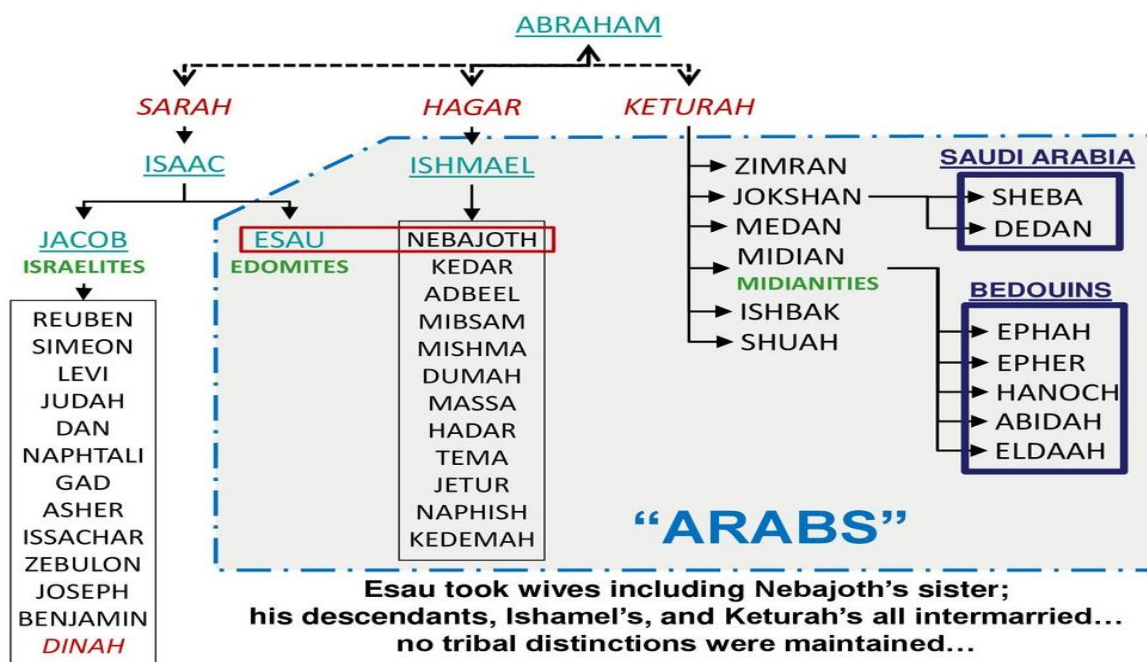 ABRAHAM
SARAH
HAGAR
KETURAH
ISAAC
ISHMAEL
JACOB
ISRAELITES
ESAU
EDOMITES
REUBEN
SIMEON
LEVI
JUDAH
DAN
NAPHTALI
GAD
ASHER
ISSACHAR
ZEBULON
JOSEPH
BENJAMIN
DINAH
NEBAJOTH
KEDAR
ADBEEL
MIBSAM
MISHMA
DUMAH
MASSA
HADAR
TEMA
JETUR
NAPHISH
KEDEMAH
ZIMRAN
JOKSHAN
MEDAN
MIDIAN
MIDIANITIES
ISHBAK
SHUAH
SAUDI ARABIA
SHEBA
DEDAN
BEDOUINS
EPHAH
EPHER
HANOCH
ABIDAH
ELDAAH
“ARABS”
Esau took wives including Nebajoth’s sister;
his descendants, Ishamel’s, and Keturah’s all intermarried…
no tribal distinctions were maintained…